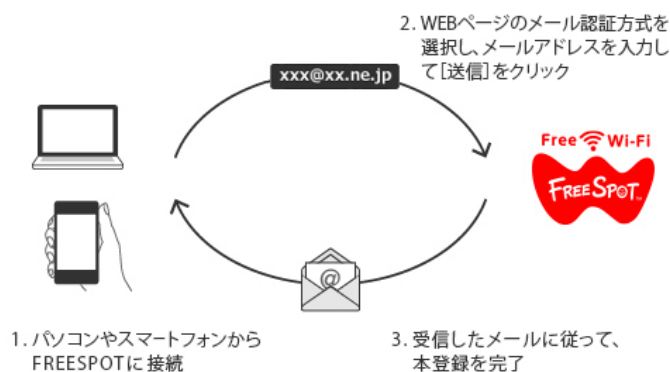 2. WEBページのメール認証方式を
選択し、メールアドレスを入力し
て[送信]をクリック
xxx@xx.ne.jp
Free Wi-Fi
FREESPOT™
@
1. パソコンやスマートフォンから
FREESPOTに接続
3. 受信したメールに従って、
本登録を完了